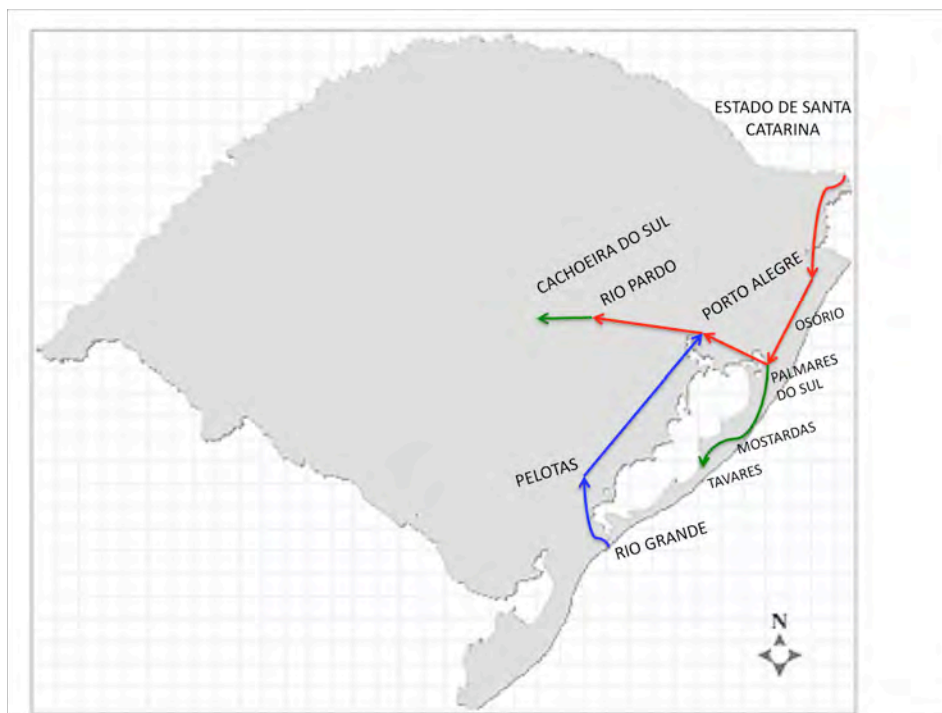 ESTADO DE SANTA
CATARINA
CACHOEIRA DO SUL
RIO PARDO
PORTO ALEGRE
OSÓRIO
PALMARES
DO SUL
MOSTARDAS
TAVARES
PELOTAS
RIO GRANDE
N